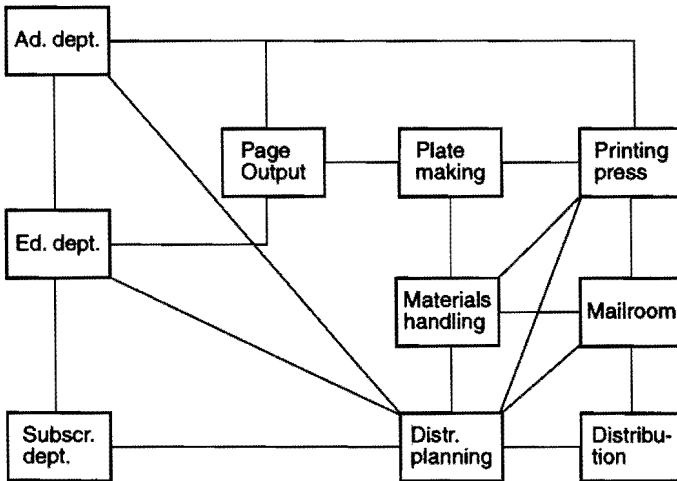 Ad. dept.
Page
Output
Plate
making
Printing
press
Ed. dept.
Materials
handling
Mailroom
Subscr.
dept.
Distr.
planning
Distribu-
tion